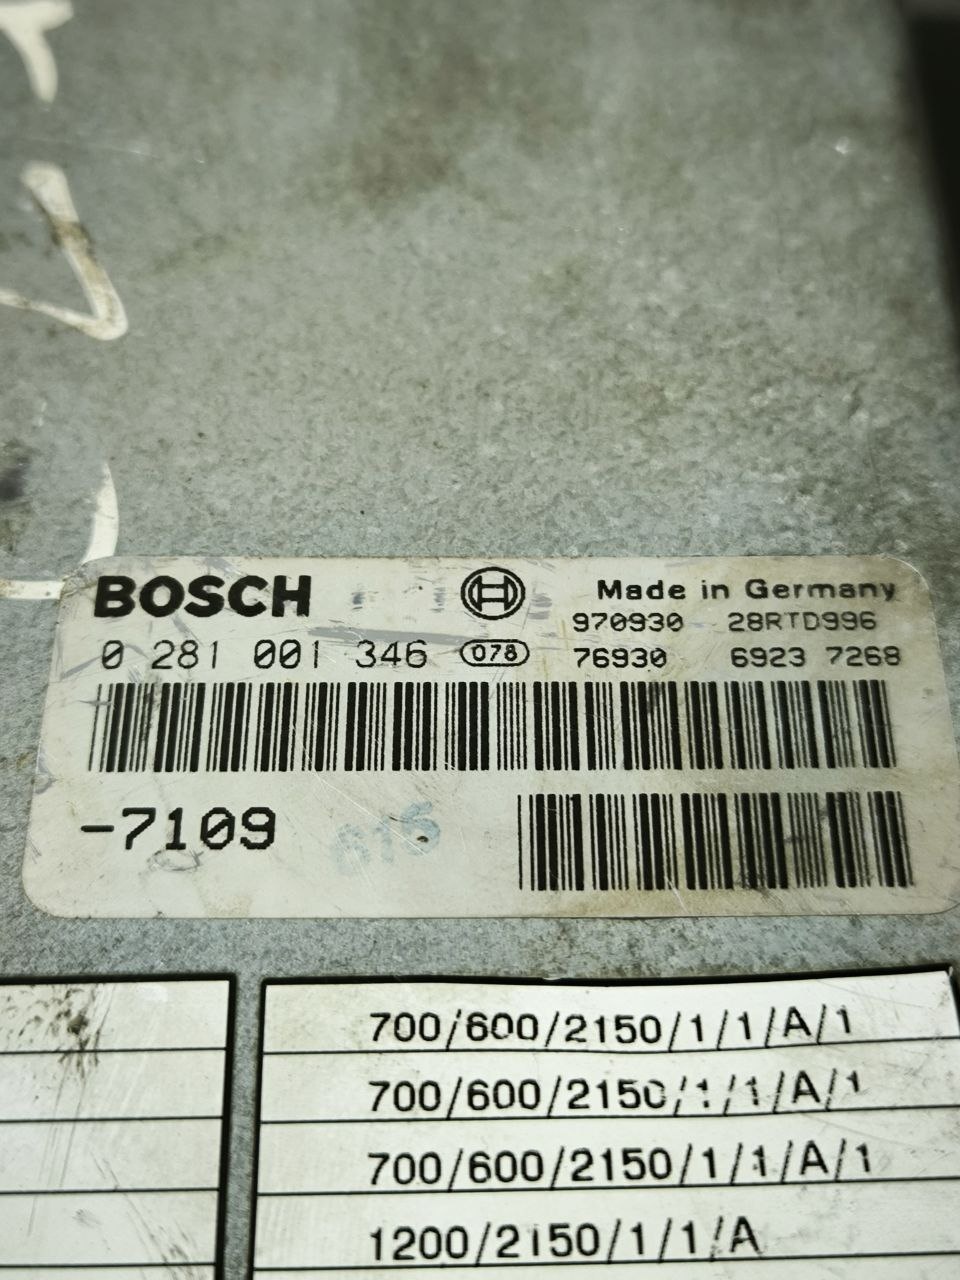 BOSCH Made in Germany
970930 28RTD996
0 281 001 346 078 76930 6923 7268
-7109 616
700/600/2150/1/1/A/1
700/600/2150/1/1/A/1
700/600/2150/1/1/A/1
1200/2150/1/1/A